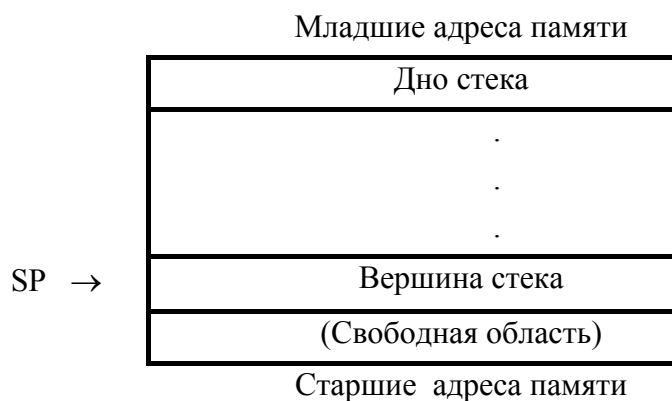 Младшие адреса памяти
Дно стека
.
.
.
SP → Вершина стека
(Свободная область)
Старшие адреса памяти